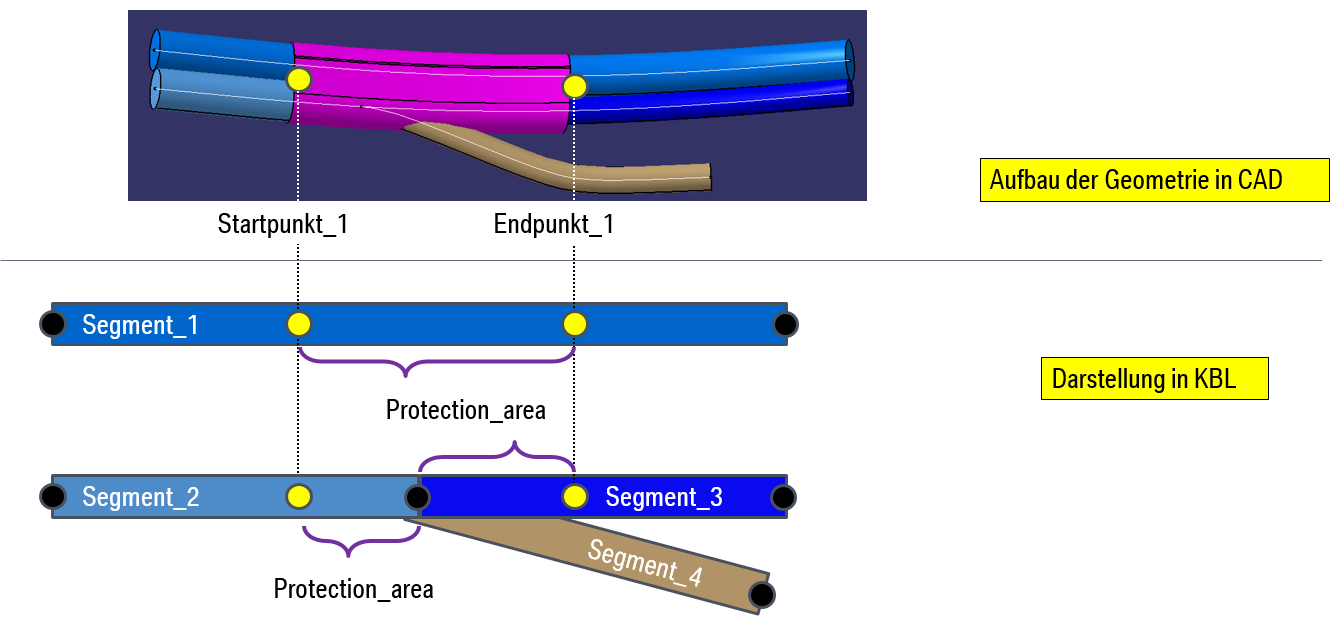 Aufbau der Geometrie in CAD
Startpunkt_1
Endpunkt_1
Segment_1
Darstellung in KBL
Protection_area
Segment_2
Segment_3
Segment_4
Protection_area